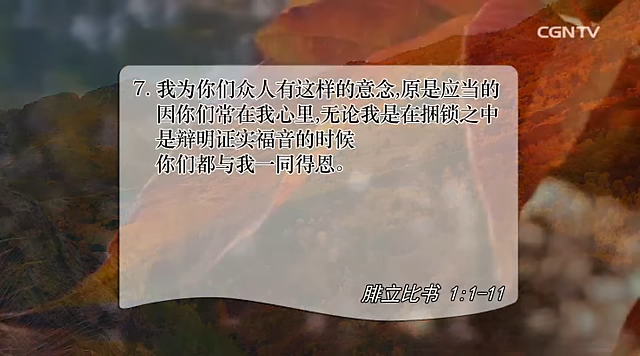 CGNTV
7. 我为你们众人有这样的意念,原是应当的
因你们常在我心里,无论我是在捆锁之中
是辩明证实福音的时候
你们都与我一同得恩。
腓立比书 1:1-11